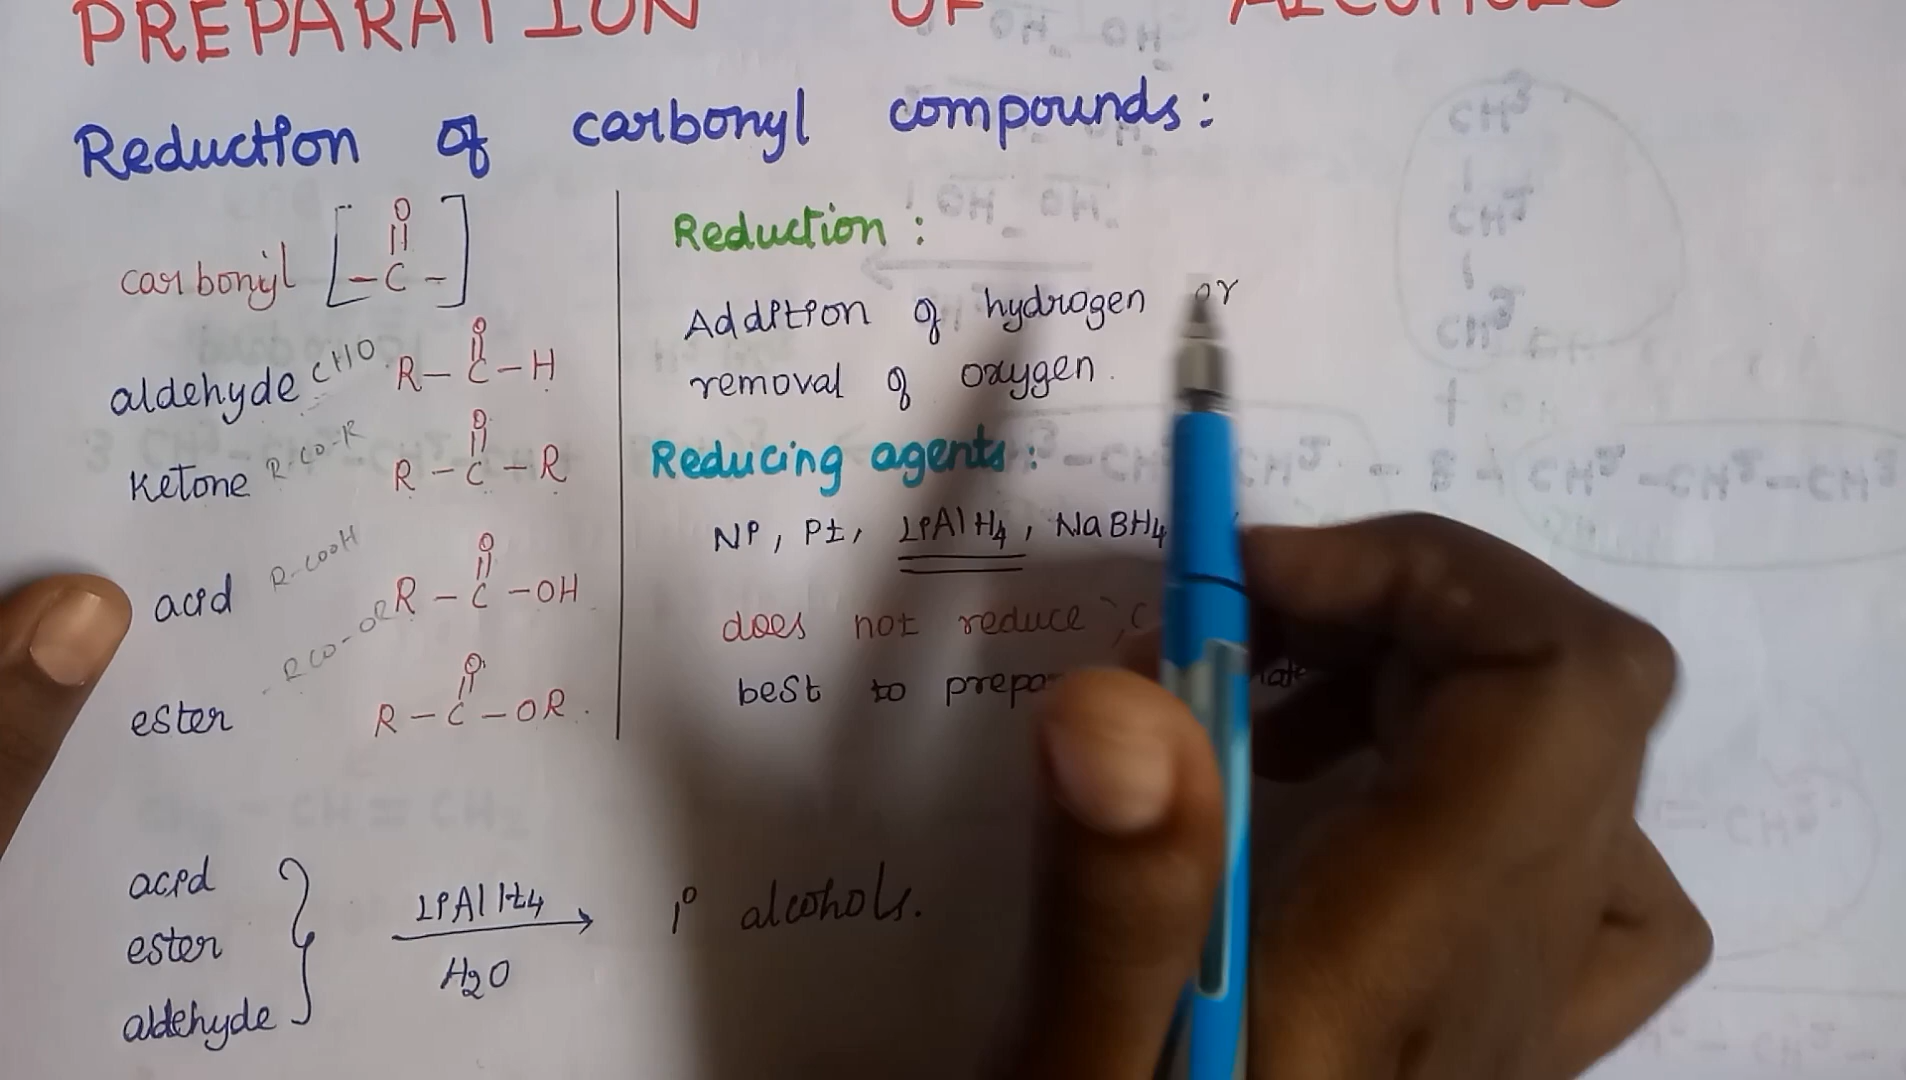 PREPARATION OF ALCOHOLS
Reduction of carbonyl compounds:
O
carbonyl [-C-]
O
aldehyde CHO R-C-H
O
Ketone R-CO-R R-C-R
O
acid R-COOH R-C-OH
O
ester RCO-OR R-C-OR.
Reduction:
Addition of hydrogen or
removal of oxygen.
Reducing agents:
Ni, Pt, LiAlH4, NaBH4
does not reduce C
best to
acid
ester
aldehyde
LiAlH4
H2O
1° alcohols.